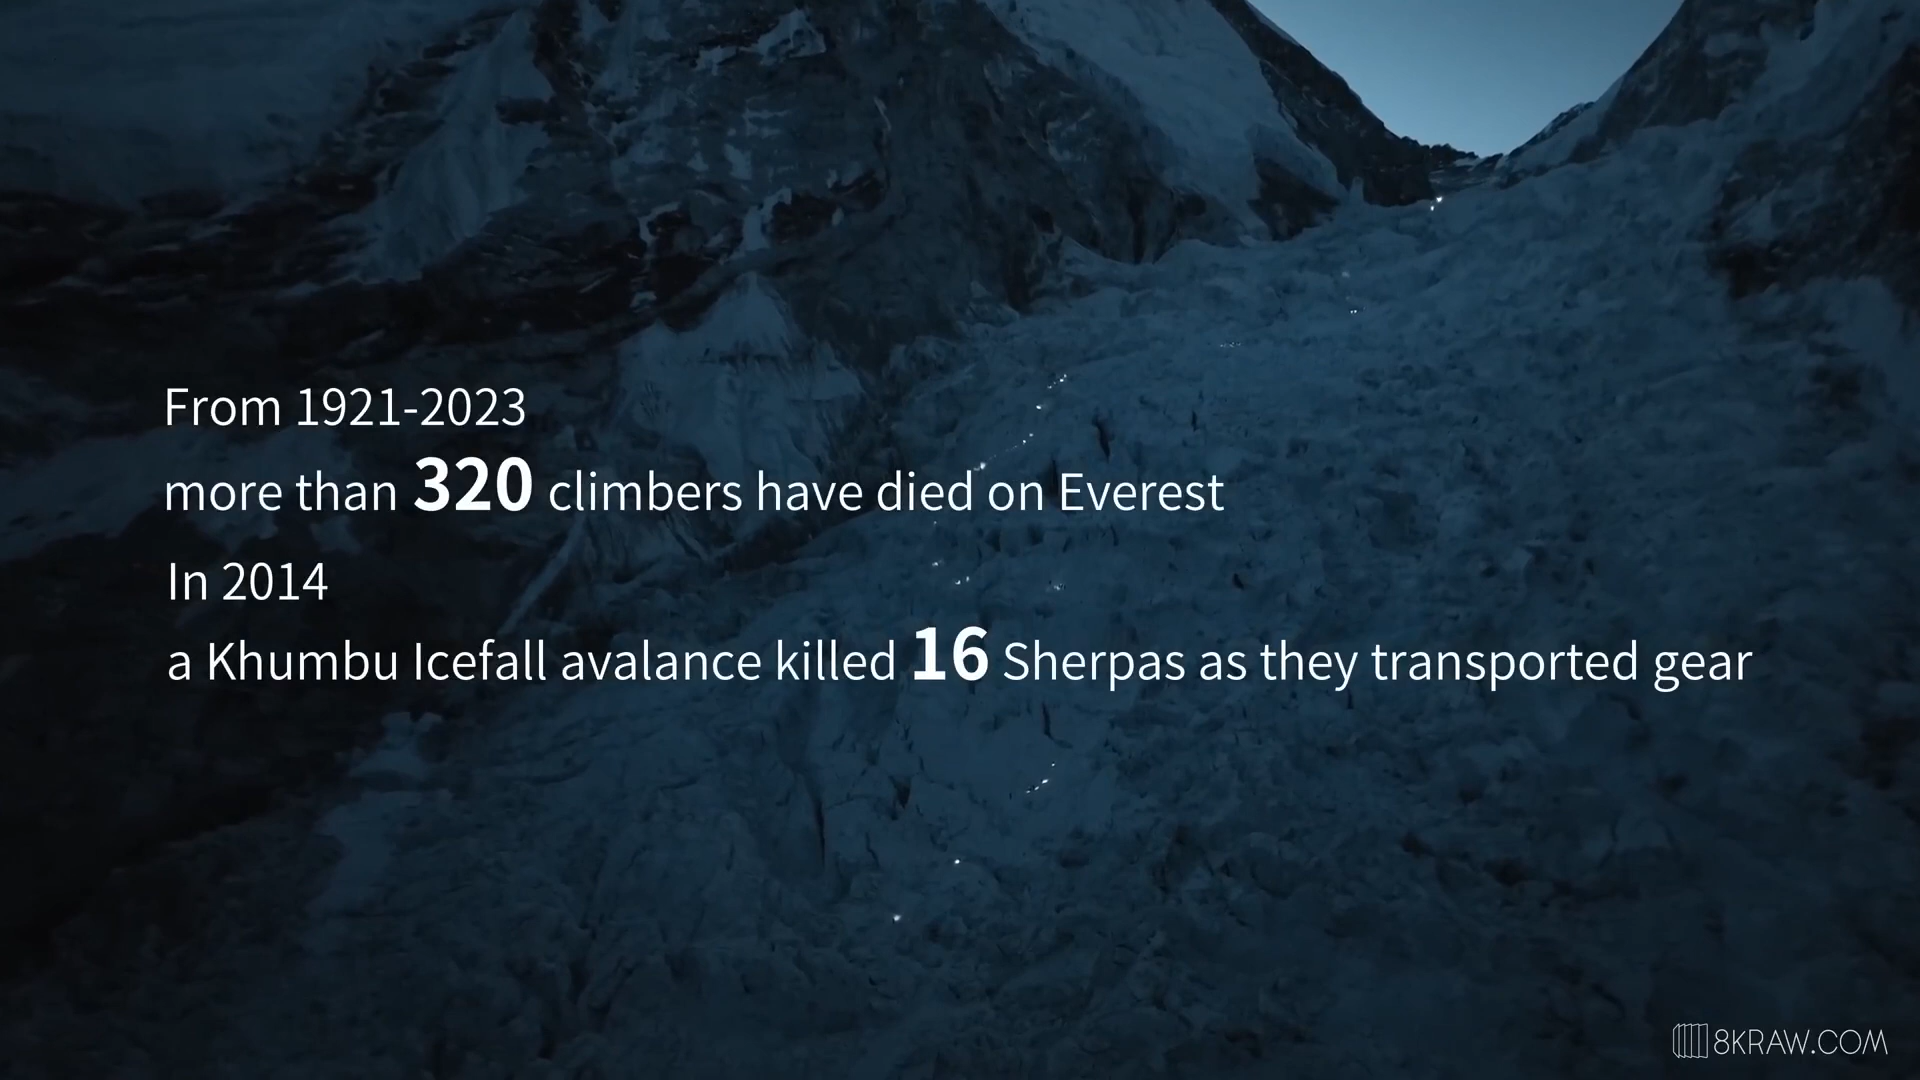 From 1921-2023
more than 320 climbers have died on Everest
In 2014
a Khumbu Icefall avalance killed 16 Sherpas as they transported gear
8KRAW.COM